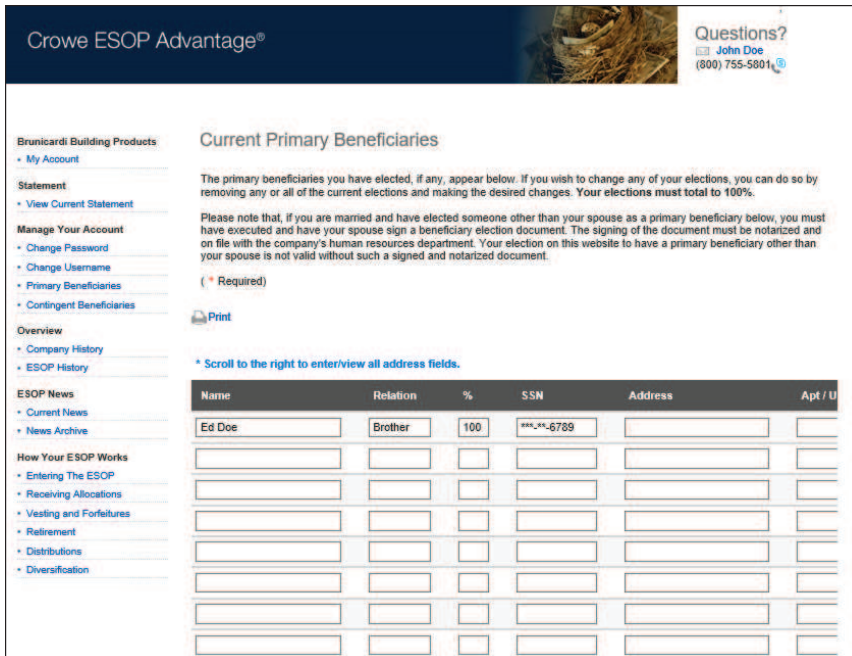 Crowe ESOP Advantage®
Questions?
John Doe
(800) 755-5801
Brunicardi Building Products
• My Account
Statement
• View Current Statement
Manage Your Account
• Change Password
• Change Username
• Primary Beneficiaries
• Contingent Beneficiaries
Overview
• Company History
• ESOP History
ESOP News
• Current News
• News Archive
How Your ESOP Works
• Entering The ESOP
• Receiving Allocations
• Vesting and Forfeitures
• Retirement
• Distributions
• Diversification
Current Primary Beneficiaries
The primary beneficiaries you have elected, if any, appear below. If you wish to change any of your elections, you can do so by
removing any or all of the current elections and making the desired changes. Your elections must total to 100%.
Please note that, if you are married and have elected someone other than your spouse as a primary beneficiary below, you must
have executed and have your spouse sign a beneficiary election document. The signing of the document must be notarized and
on file with the company's human resources department. Your election on this website to have a primary beneficiary other than
your spouse is not valid without such a signed and notarized document.
( * Required)
Print
* Scroll to the right to enter/view all address fields.
Name Relation % SSN Address Apt / U
Ed Doe Brother 100 ***-**-6789